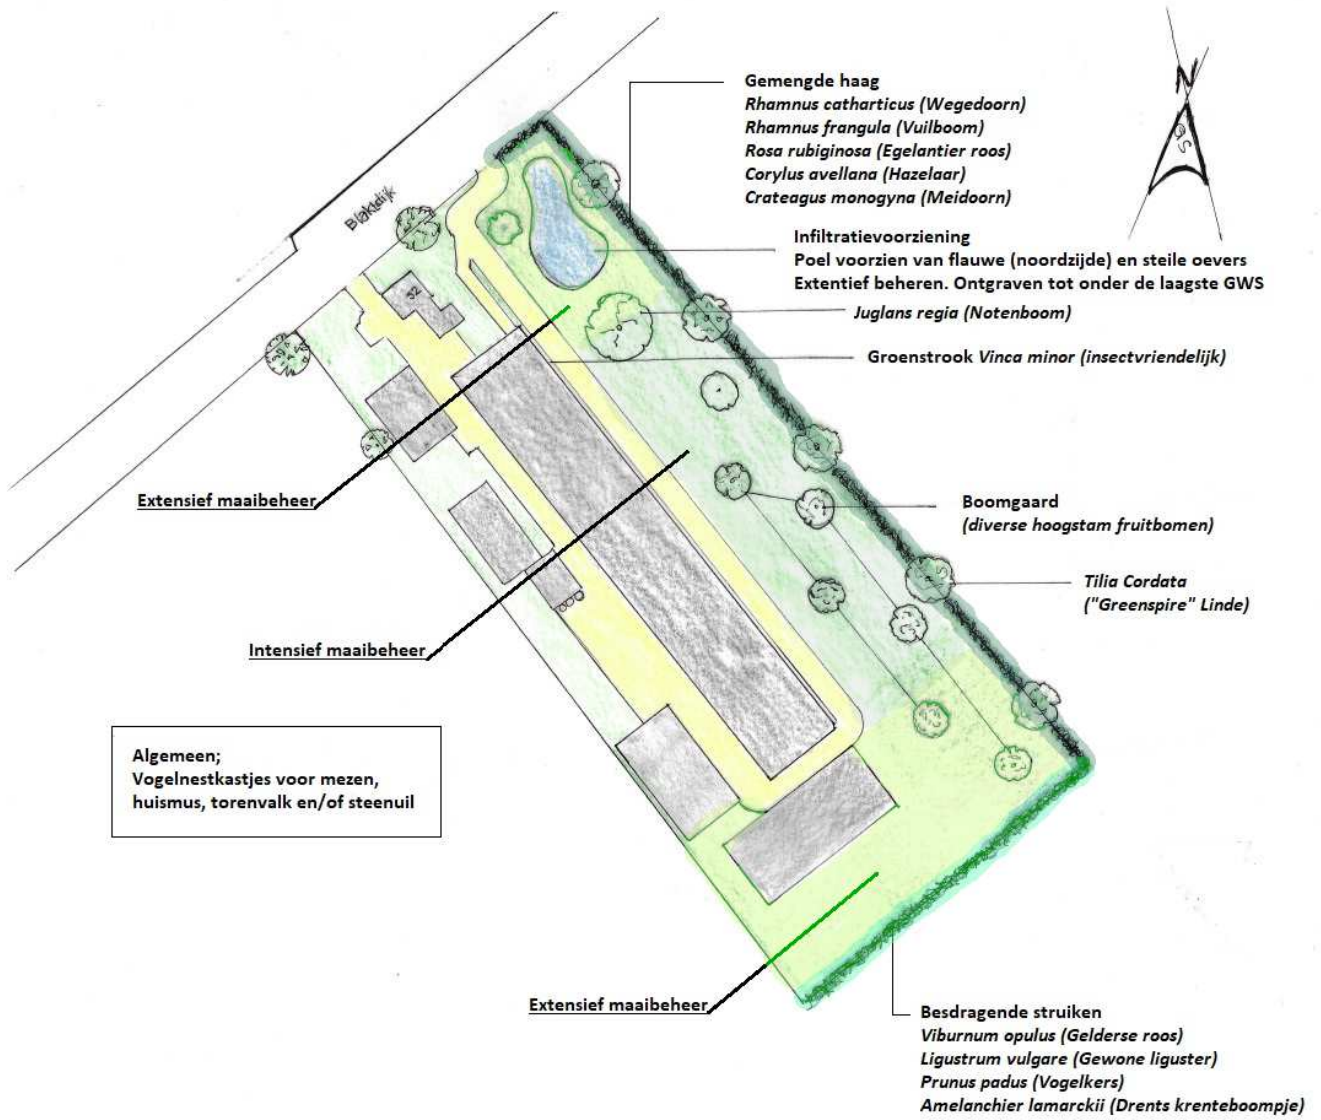 Gemengde haag
Rhamnus catharticus (Wegedoorn)
Rhamnus frangula (Vuilboom)
Rosa rubiginosa (Egelantier roos)
Corylus avellana (Hazelaar)
Crateagus monogyna (Meidoorn)
N
GS
Blakdijk
Infiltratievoorziening
Poel voorzien van flauwe (noordzijde) en steile oevers
Extentief beheren. Ontgraven tot onder de laagste GWS
52
Juglans regia (Notenboom)
Groenstrook Vinca minor (insectvriendelijk)
Extensief maaibeheer
Boomgaard
(diverse hoogstam fruitbomen)
Tilia Cordata
("Greenspire" Linde)
Intensief maaibeheer
Algemeen;
Vogelnestkastjes voor mezen,
huismus, torenvalk en/of steenuil
Extensief maaibeheer
Besdragende struiken
Viburnum opulus (Gelderse roos)
Ligustrum vulgare (Gewone liguster)
Prunus padus (Vogelkers)
Amelanchier lamarckii (Drents krenteboompje)